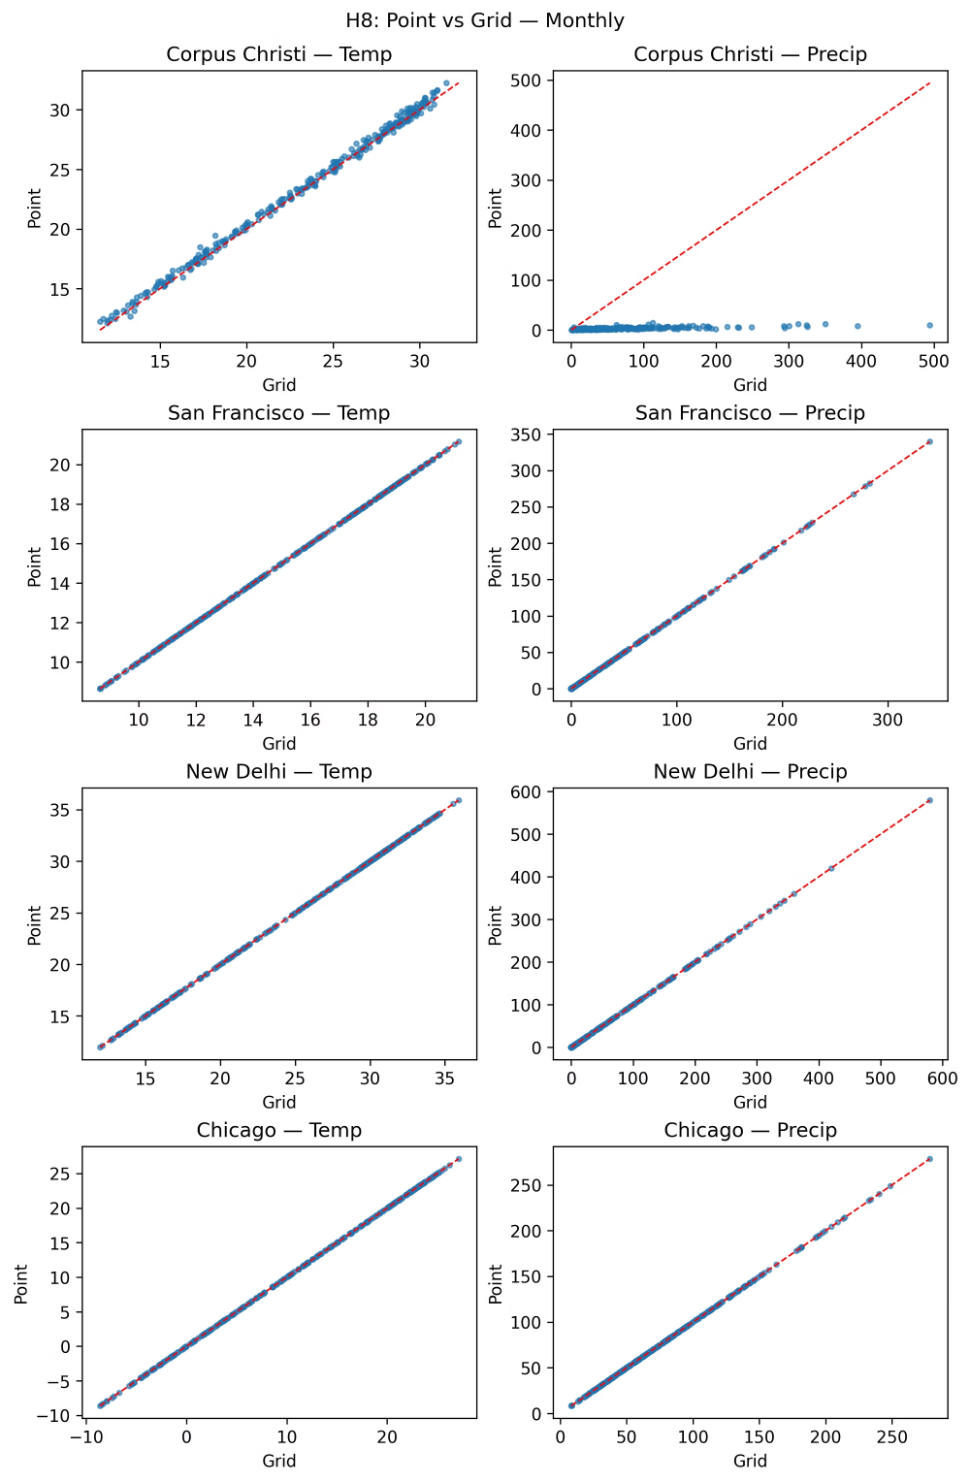 H8: Point vs Grid — Monthly
Corpus Christi — Temp
30
25
20
15
Point
15 20 25 30
Grid
Corpus Christi — Precip
500
400
300
200
100
0
Point
0 100 200 300 400 500
Grid
San Francisco — Temp
20
18
16
14
12
10
Point
10 12 14 16 18 20
Grid
San Francisco — Precip
350
300
250
200
150
100
50
0
Point
0 100 200 300
Grid
New Delhi — Temp
35
30
25
20
15
Point
15 20 25 30 35
Grid
New Delhi — Precip
600
500
400
300
200
100
0
Point
0 100 200 300 400 500 600
Grid
Chicago — Temp
25
20
15
10
5
0
−5
−10
Point
−10 0 10 20
Grid
Chicago — Precip
250
200
150
100
50
0
Point
0 50 100 150 200 250
Grid